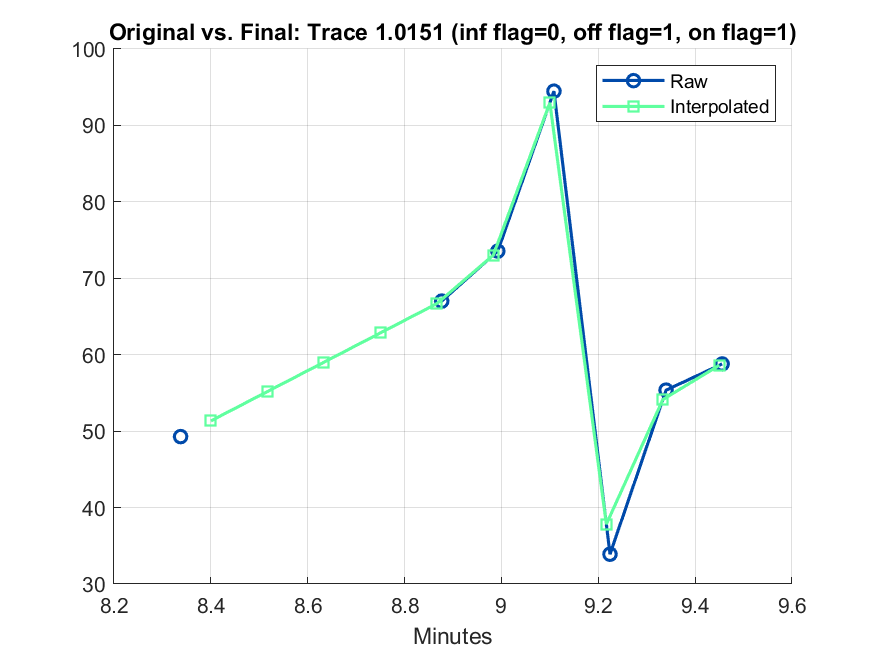 Original vs. Final: Trace 1.0151 (inf flag=0, off flag=1, on flag=1)
100
90
80
70
60
50
40
30
Raw
Interpolated
8.2 8.4 8.6 8.8 9 9.2 9.4 9.6
Minutes